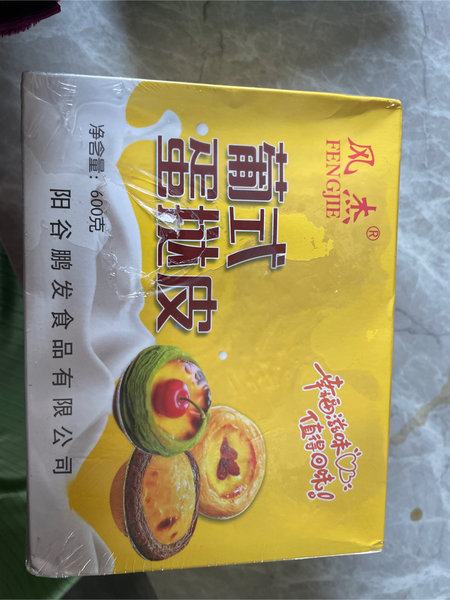 风杰®
FENGJIE
葡式
蛋挞皮
幸福滋味
值得回味!
净含量：600克
阳谷鹏发食品有限公司